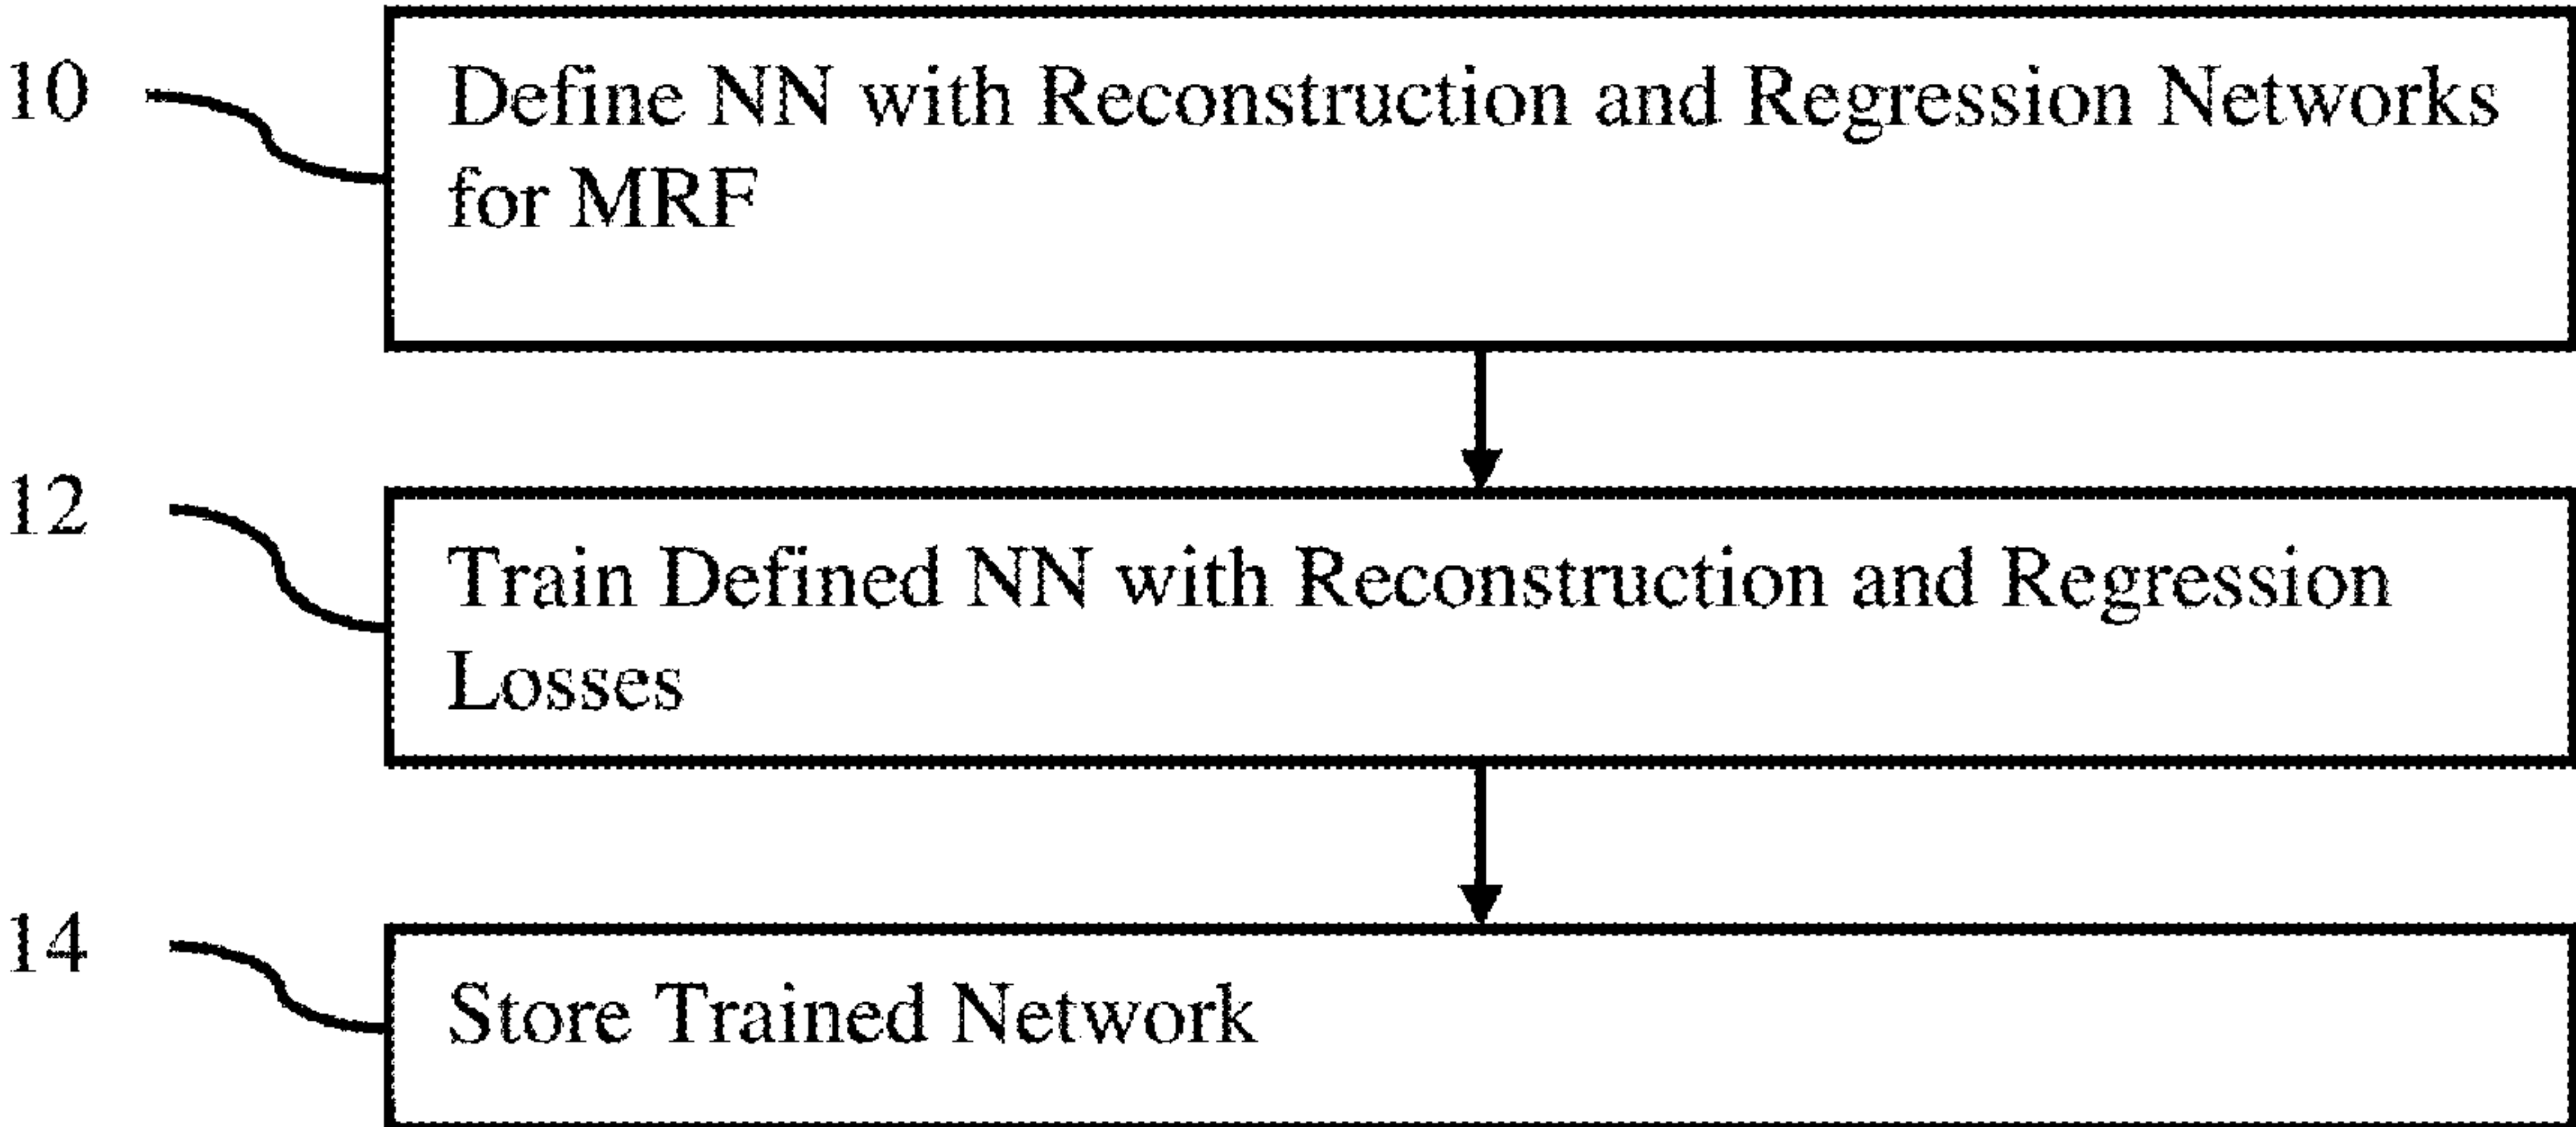 10
Define NN with Reconstruction and Regression Networks
for MRF
12
Train Defined NN with Reconstruction and Regression
Losses
14
Store Trained Network